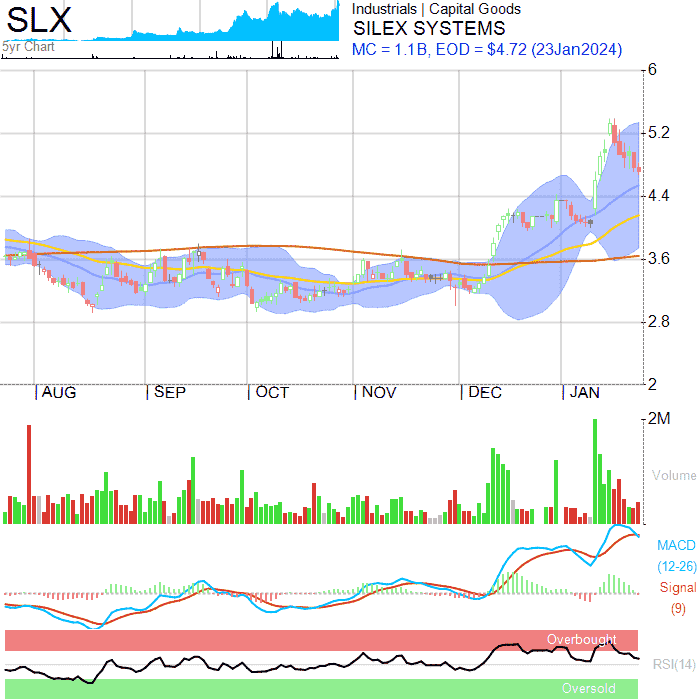 SLX
5yr Chart
Industrials | Capital Goods
SILEX SYSTEMS
MC = 1.1B, EOD = $4.72 (23Jan2024)
6
5.2
4.4
3.6
2.8
2
| AUG | SEP | OCT | NOV | DEC | JAN
2M
Volume
MACD
(12-26)
Signal
(9)
Overbought
RSI(14)
Oversold